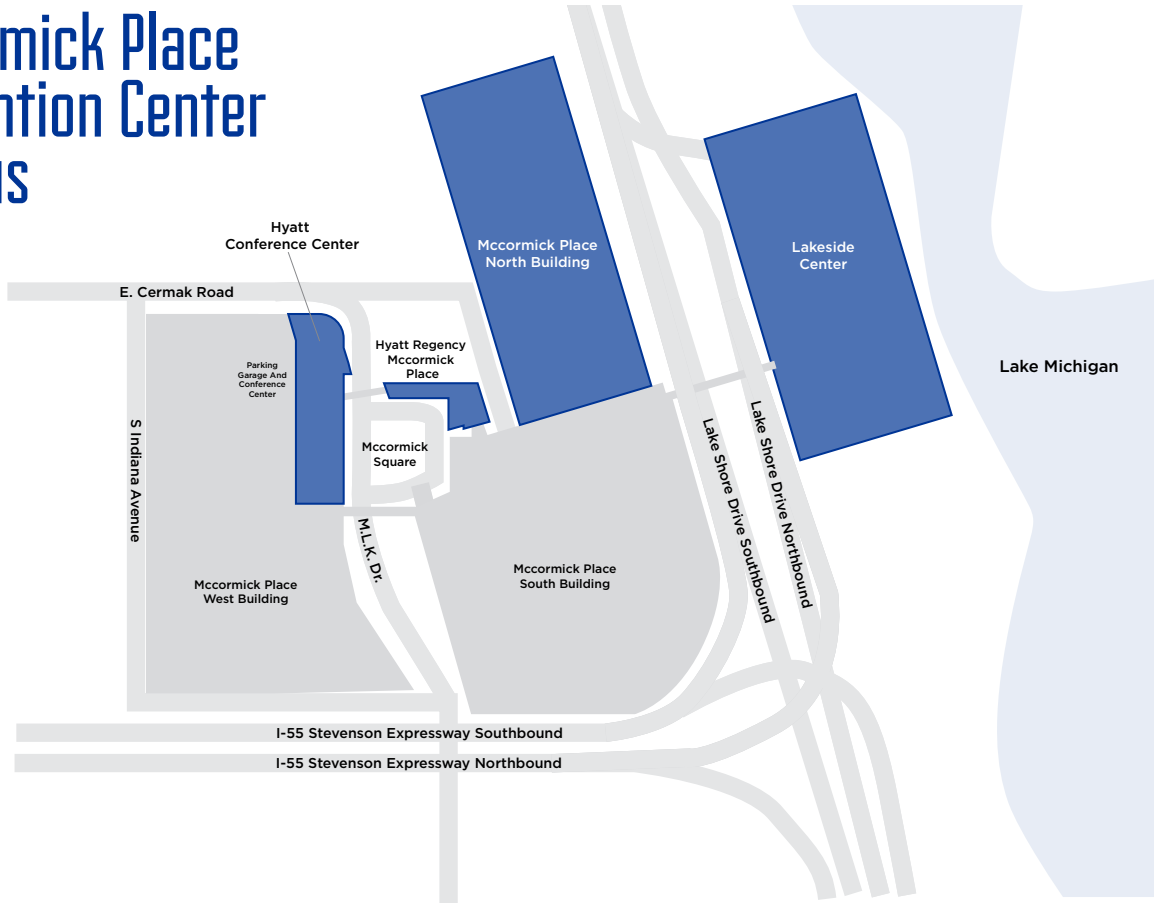 mick Place
ntion Center
us
Hyatt
Conference Center
E. Cermak Road
Mccormick Place
North Building
Lakeside
Center
Parking
Garage And
Conference
Center
Hyatt Regency
Mccormick
Place
Lake Michigan
S Indiana Avenue
Mccormick
Square
M.L.K. Dr.
Lake Shore Drive Southbound
Lake Shore Drive Northbound
Mccormick Place
West Building
Mccormick Place
South Building
I-55 Stevenson Expressway Southbound
I-55 Stevenson Expressway Northbound